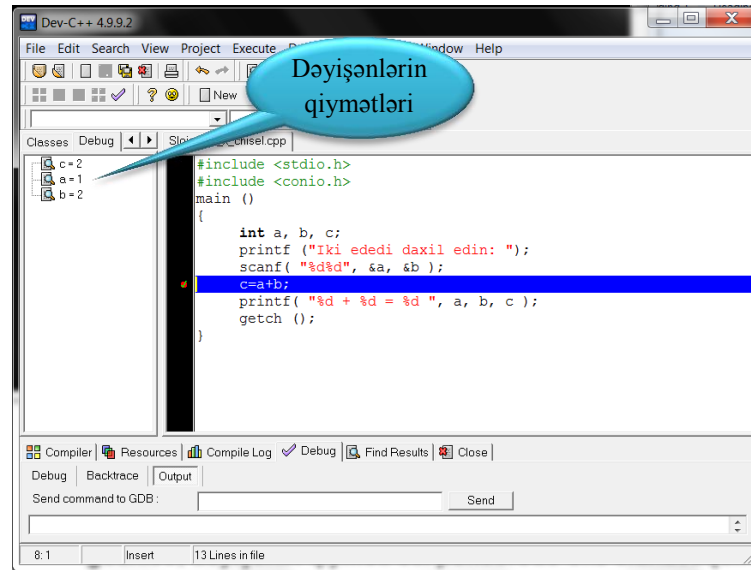 Dev-C++ 4.9.9.2
File Edit Search View Project Execute Window Help
Dəyişənlərin
qiymətləri
New
Classes Debug
chisel.cpp
c = 2
a = 1
b = 2
#include <stdio.h>
#include <conio.h>
main ()
{
int a, b, c;
printf ("Iki ededi daxil edin: ");
scanf( "%d%d", &a, &b );
c=a+b;
printf( "%d + %d = %d ", a, b, c );
getch ();
}
Compiler Resources Compile Log Debug Find Results Close
Debug Backtrace Output
Send command to GDB : Send
8: 1 Insert 13 Lines in file